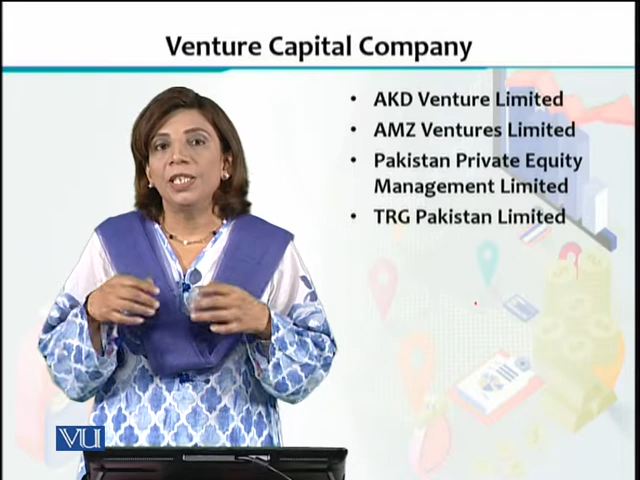 Venture Capital Company
• AKD Venture Limited
• AMZ Ventures Limited
• Pakistan Private Equity
Management Limited
• TRG Pakistan Limited
VU